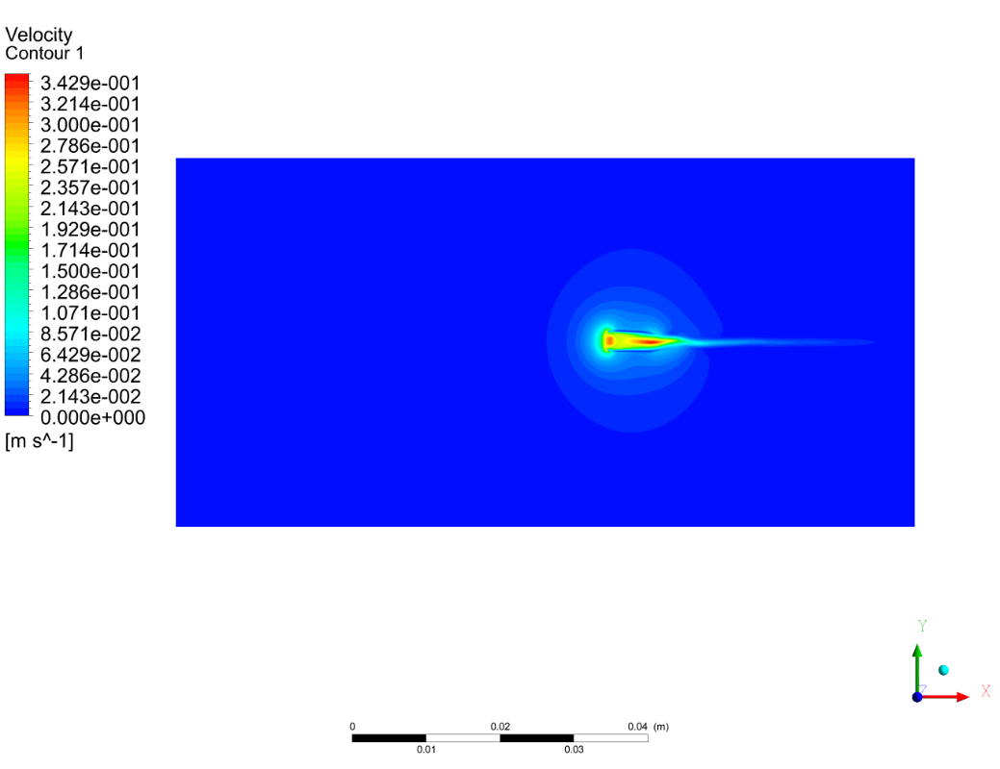 Velocity
Contour 1
3.429e-001
3.214e-001
3.000e-001
2.786e-001
2.571e-001
2.357e-001
2.143e-001
1.929e-001
1.714e-001
1.500e-001
1.286e-001
1.071e-001
8.571e-002
6.429e-002
4.286e-002
2.143e-002
0.000e+000
[m s^-1]
Y
Z
X
0 0.02 0.04 (m)
0.01 0.03